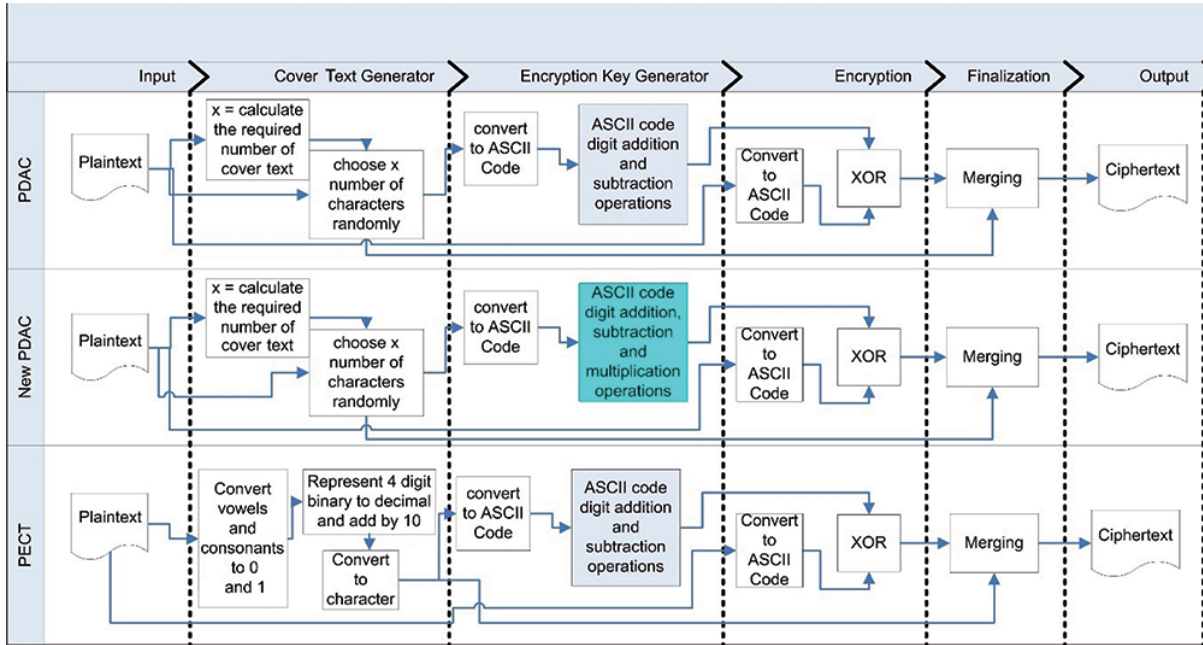 Input
Cover Text Generator
Encryption Key Generator
Encryption
Finalization
Output
PDAC
Plaintext
x = calculate
the required
number of
cover text
choose x
number of
characters
randomly
convert
to ASCII
Code
ASCII code
digit addition
and
subtraction
operations
Convert
to ASCII
Code
XOR
Merging
Ciphertext
New PDAC
Plaintext
x = calculate
the required
number of
cover text
choose x
number of
characters
randomly
convert
to ASCII
Code
ASCII code
digit addition,
subtraction
and
multiplication
operations
Convert
to ASCII
Code
XOR
Merging
Ciphertext
PECT
Plaintext
Convert
vowels
and
consonants
to 0
and 1
Represent 4 digit
binary to decimal
and add by 10
Convert
to
character
convert
to ASCII
Code
ASCII code
digit addition
and
subtraction
operations
Convert
to ASCII
Code
XOR
Merging
Ciphertext